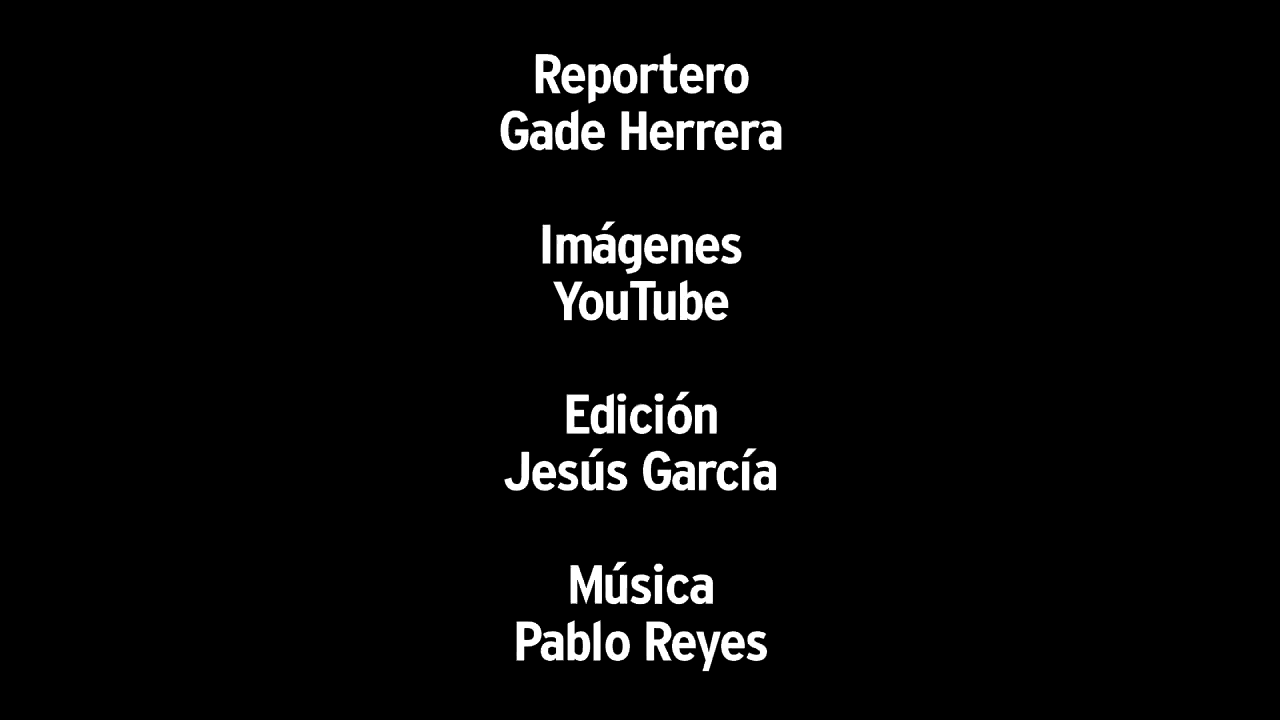 Reportero
Gade Herrera
Imágenes
YouTube
Edición
Jesús García
Música
Pablo Reyes